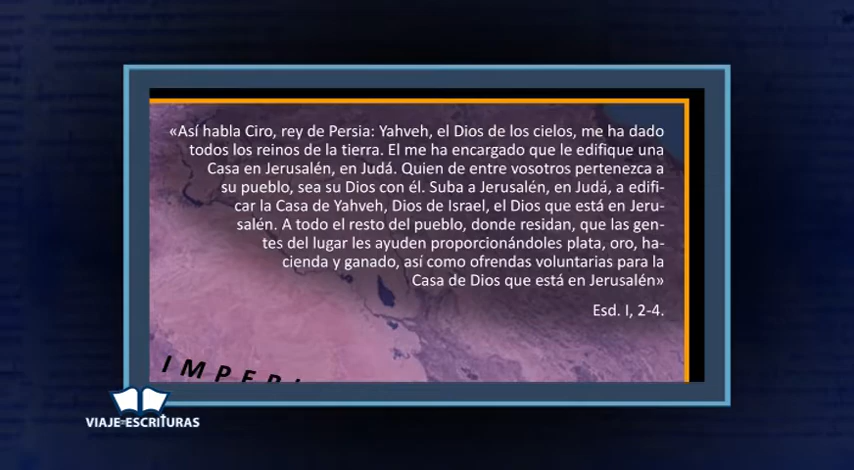 «Así habla Ciro, rey de Persia: Yahveh, el Dios de los cielos, me ha dado
todos los reinos de la tierra. El me ha encargado que le edifique una
Casa en Jerusalén, en Judá. Quien de entre vosotros pertenezca a
su pueblo, sea su Dios con él. Suba a Jerusalén, en Judá, a edifi-
car la Casa de Yahveh, Dios de Israel, el Dios que está en Jeru-
salén. A todo el resto del pueblo, donde residan, que las gen-
tes del lugar les ayuden proporcionándoles plata, oro, ha-
cienda y ganado, así como ofrendas voluntarias para la
Casa de Dios que está en Jerusalén»
Esd. I, 2-4.
IMPERI
VIAJE ESCRITURAS